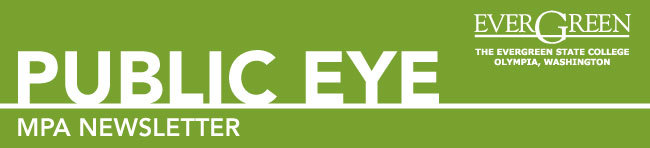 PUBLIC EYE
MPA NEWSLETTER
EVERGREEN
THE EVERGREEN STATE COLLEGE
OLYMPIA, WASHINGTON